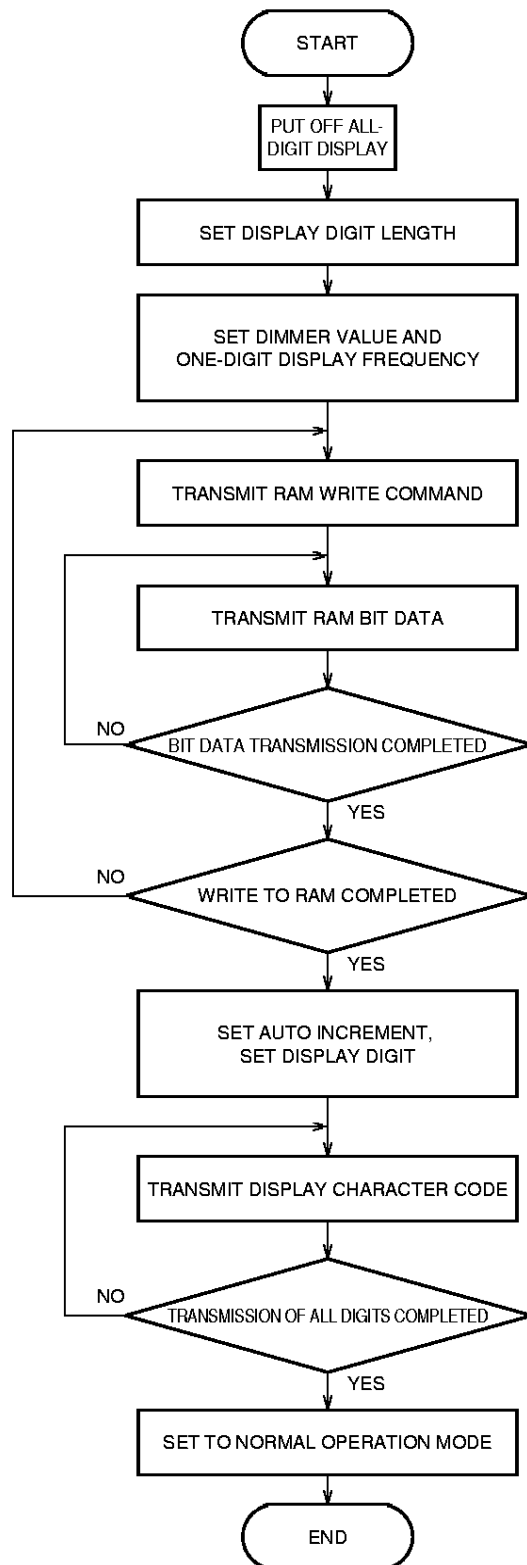 START
PUT OFF ALL-
DIGIT DISPLAY
SET DISPLAY DIGIT LENGTH
SET DIMMER VALUE AND
ONE-DIGIT DISPLAY FREQUENCY
TRANSMIT RAM WRITE COMMAND
TRANSMIT RAM BIT DATA
NO
BIT DATA TRANSMISSION COMPLETED
YES
NO
WRITE TO RAM COMPLETED
YES
SET AUTO INCREMENT,
SET DISPLAY DIGIT
TRANSMIT DISPLAY CHARACTER CODE
NO
TRANSMISSION OF ALL DIGITS COMPLETED
YES
SET TO NORMAL OPERATION MODE
END